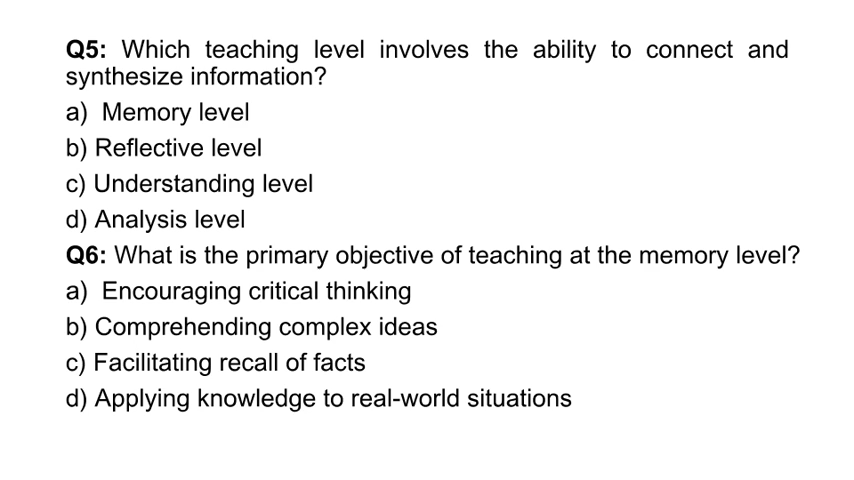 Q5: Which teaching level involves the ability to connect and
synthesize information?
a) Memory level
b) Reflective level
c) Understanding level
d) Analysis level
Q6: What is the primary objective of teaching at the memory level?
a) Encouraging critical thinking
b) Comprehending complex ideas
c) Facilitating recall of facts
d) Applying knowledge to real-world situations